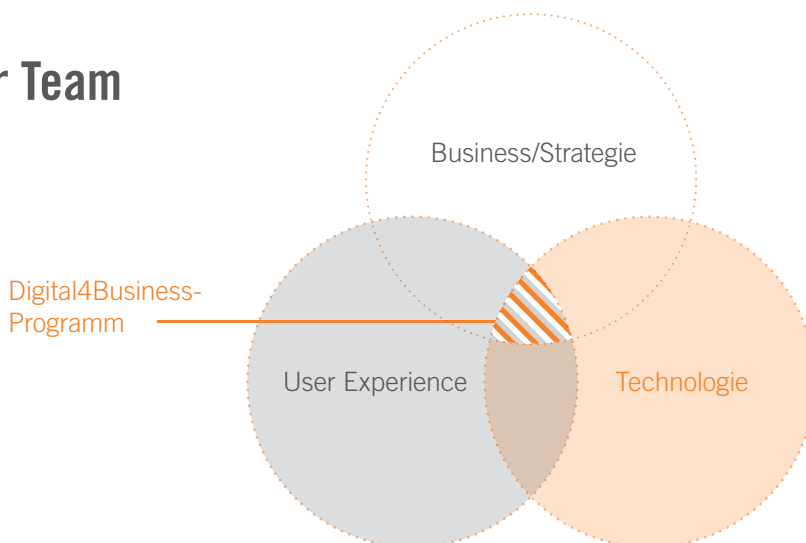 r Team
Business/Strategie
Digital4Business-
Programm
User Experience
Technologie